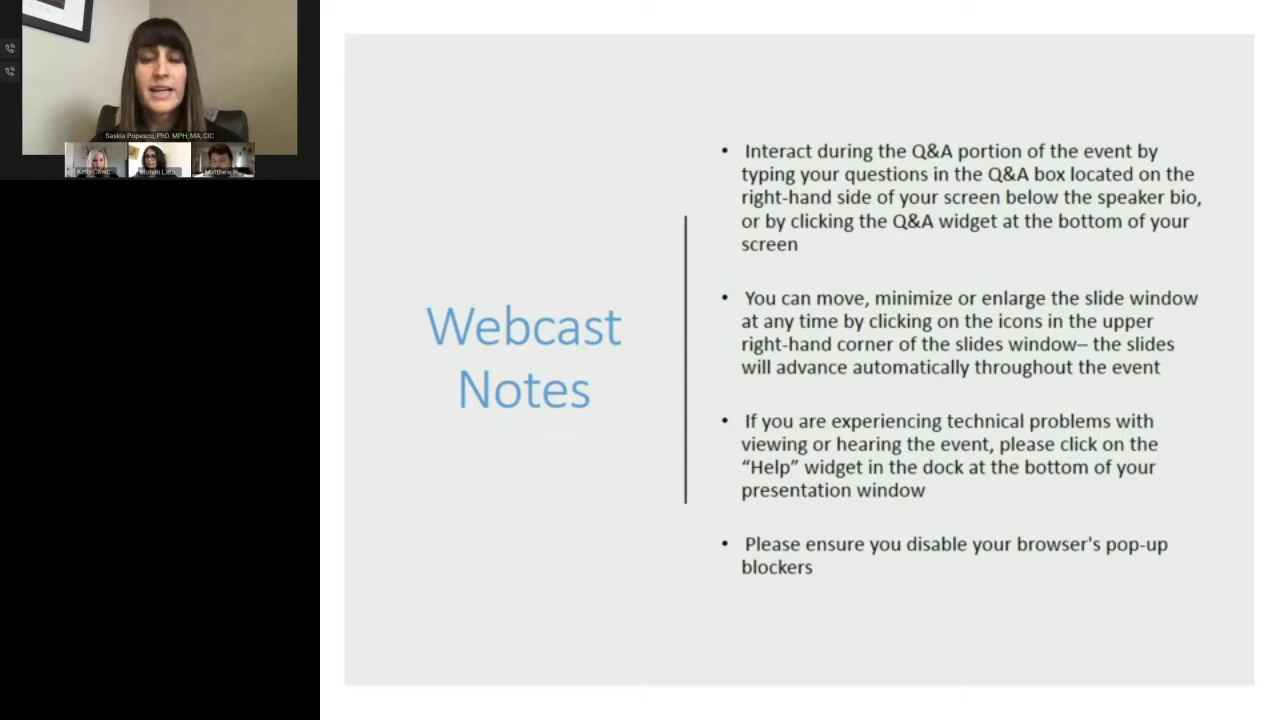 Saskia Popescu, PhD, MPH, MA, CIC
Kelly
Mohini
Matthew
Webcast
Notes
• Interact during the Q&A portion of the event by
typing your questions in the Q&A box located on the
right-hand side of your screen below the speaker bio,
or by clicking the Q&A widget at the bottom of your
screen
• You can move, minimize or enlarge the slide window
at any time by clicking on the icons in the upper
right-hand corner of the slides window– the slides
will advance automatically throughout the event
• If you are experiencing technical problems with
viewing or hearing the event, please click on the
“Help” widget in the dock at the bottom of your
presentation window
• Please ensure you disable your browser's pop-up
blockers